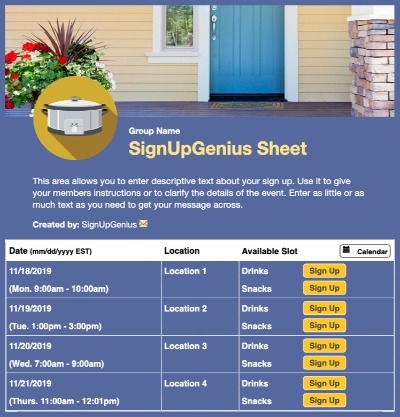 Group Name
SignUpGenius Sheet
This area allows you to enter descriptive text about your sign up. Use it to give
your members instructions or to clarify the details of the event. Enter as little or as
much text as you need to get your message across.
Created by: SignUpGenius
Date (mm/dd/yyyy EST) Location Available Slot Calendar
11/18/2019 Location 1 Drinks Sign Up
(Mon. 9:00am - 10:00am) Snacks Sign Up
11/19/2019 Location 2 Drinks Sign Up
(Tue. 1:00pm - 3:00pm) Snacks Sign Up
11/20/2019 Location 3 Drinks Sign Up
(Wed. 7:00am - 9:00am) Snacks Sign Up
11/21/2019 Location 4 Drinks Sign Up
(Thurs. 11:00am - 12:01pm) Snacks Sign Up